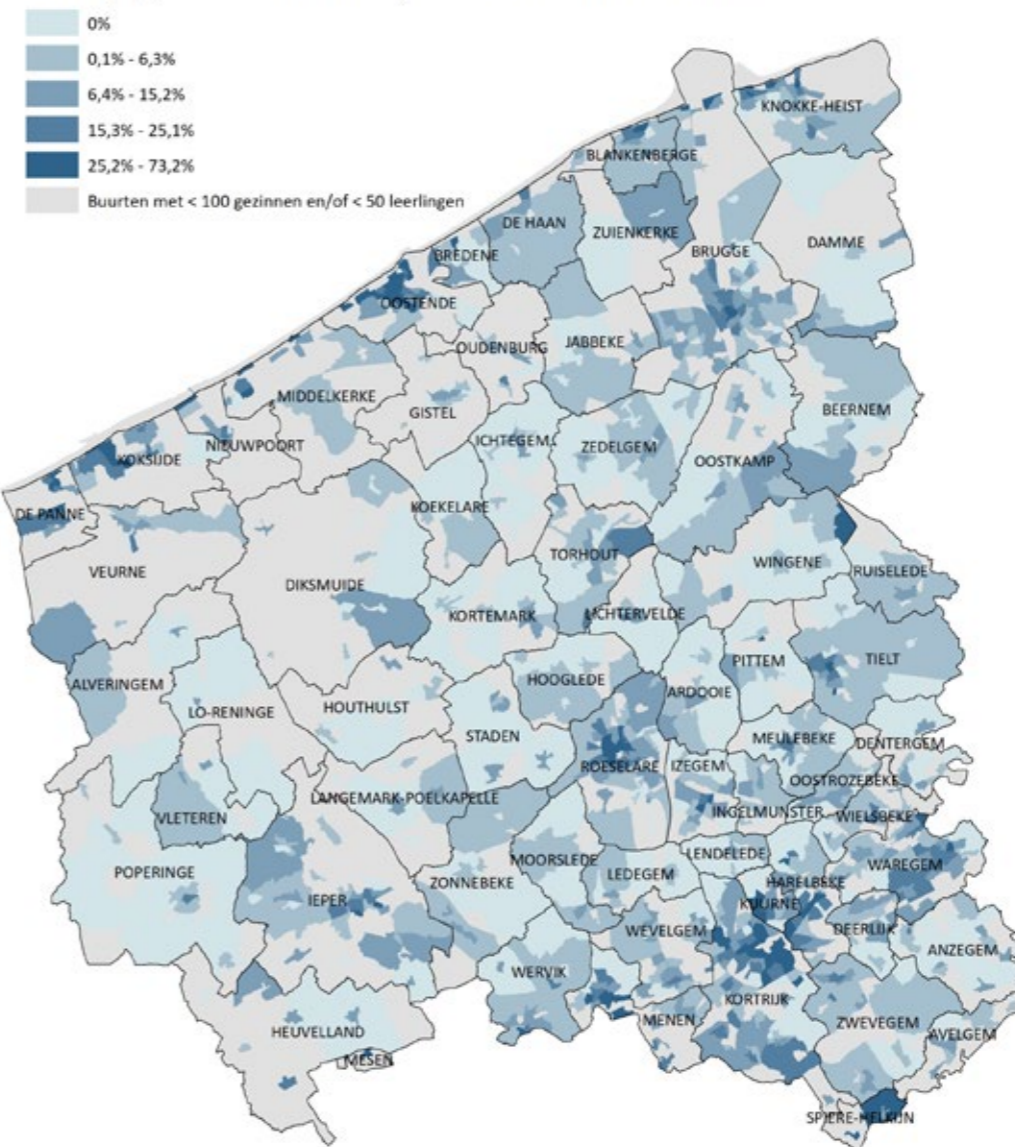 0%
0,1% - 6,3%
6,4% - 15,2%
15,3% - 25,1%
25,2% - 73,2%
Buurten met < 100 gezinnen en/of < 50 leerlingen
KNOKKE-HEIST
BLANKENBERGE
DE HAAN
ZUIENKERKE
BRUGGE
DAMME
BREDENE
OOSTENDE
OUDENBURG
JABBEKE
MIDDELKERKE
GISTEL
BEERNEM
NIEUWPOORT
ICHTEGEM
ZEDELGEM
OOSTKAMP
KOKSIJDE
DE PANNE
KOEKELARE
VEURNE
DIKSMUIDE
TORHOUT
WINGENE
RUISELEDE
KORTEMARK
LICHTERVELDE
ALVERINGEM
LO-RENINGE
HOUTHULST
HOOGLEDE
ARDOOIE
PITTEM
TIELT
STADEN
MEULEBEKE
DENTERGEM
ROESELARE
IZEGEM
OOSTROZEBEKE
LANGEMARK-POELKAPELLE
INGELMUNSTER
WIELSBEKE
VLETEREN
POPERINGE
IEPER
ZONNEBEKE
MOORSLEDE
LEDEGEM
LENDELEDE
HARELBEKE
WAREGEM
KUURNE
DEERLIJK
ANZEGEM
WERVIK
WEVELGEM
KORTRIJK
MENEN
ZWEVEGEM
AVELGEM
HEUVELLAND
MESEN
SPIERE-HELKIJN